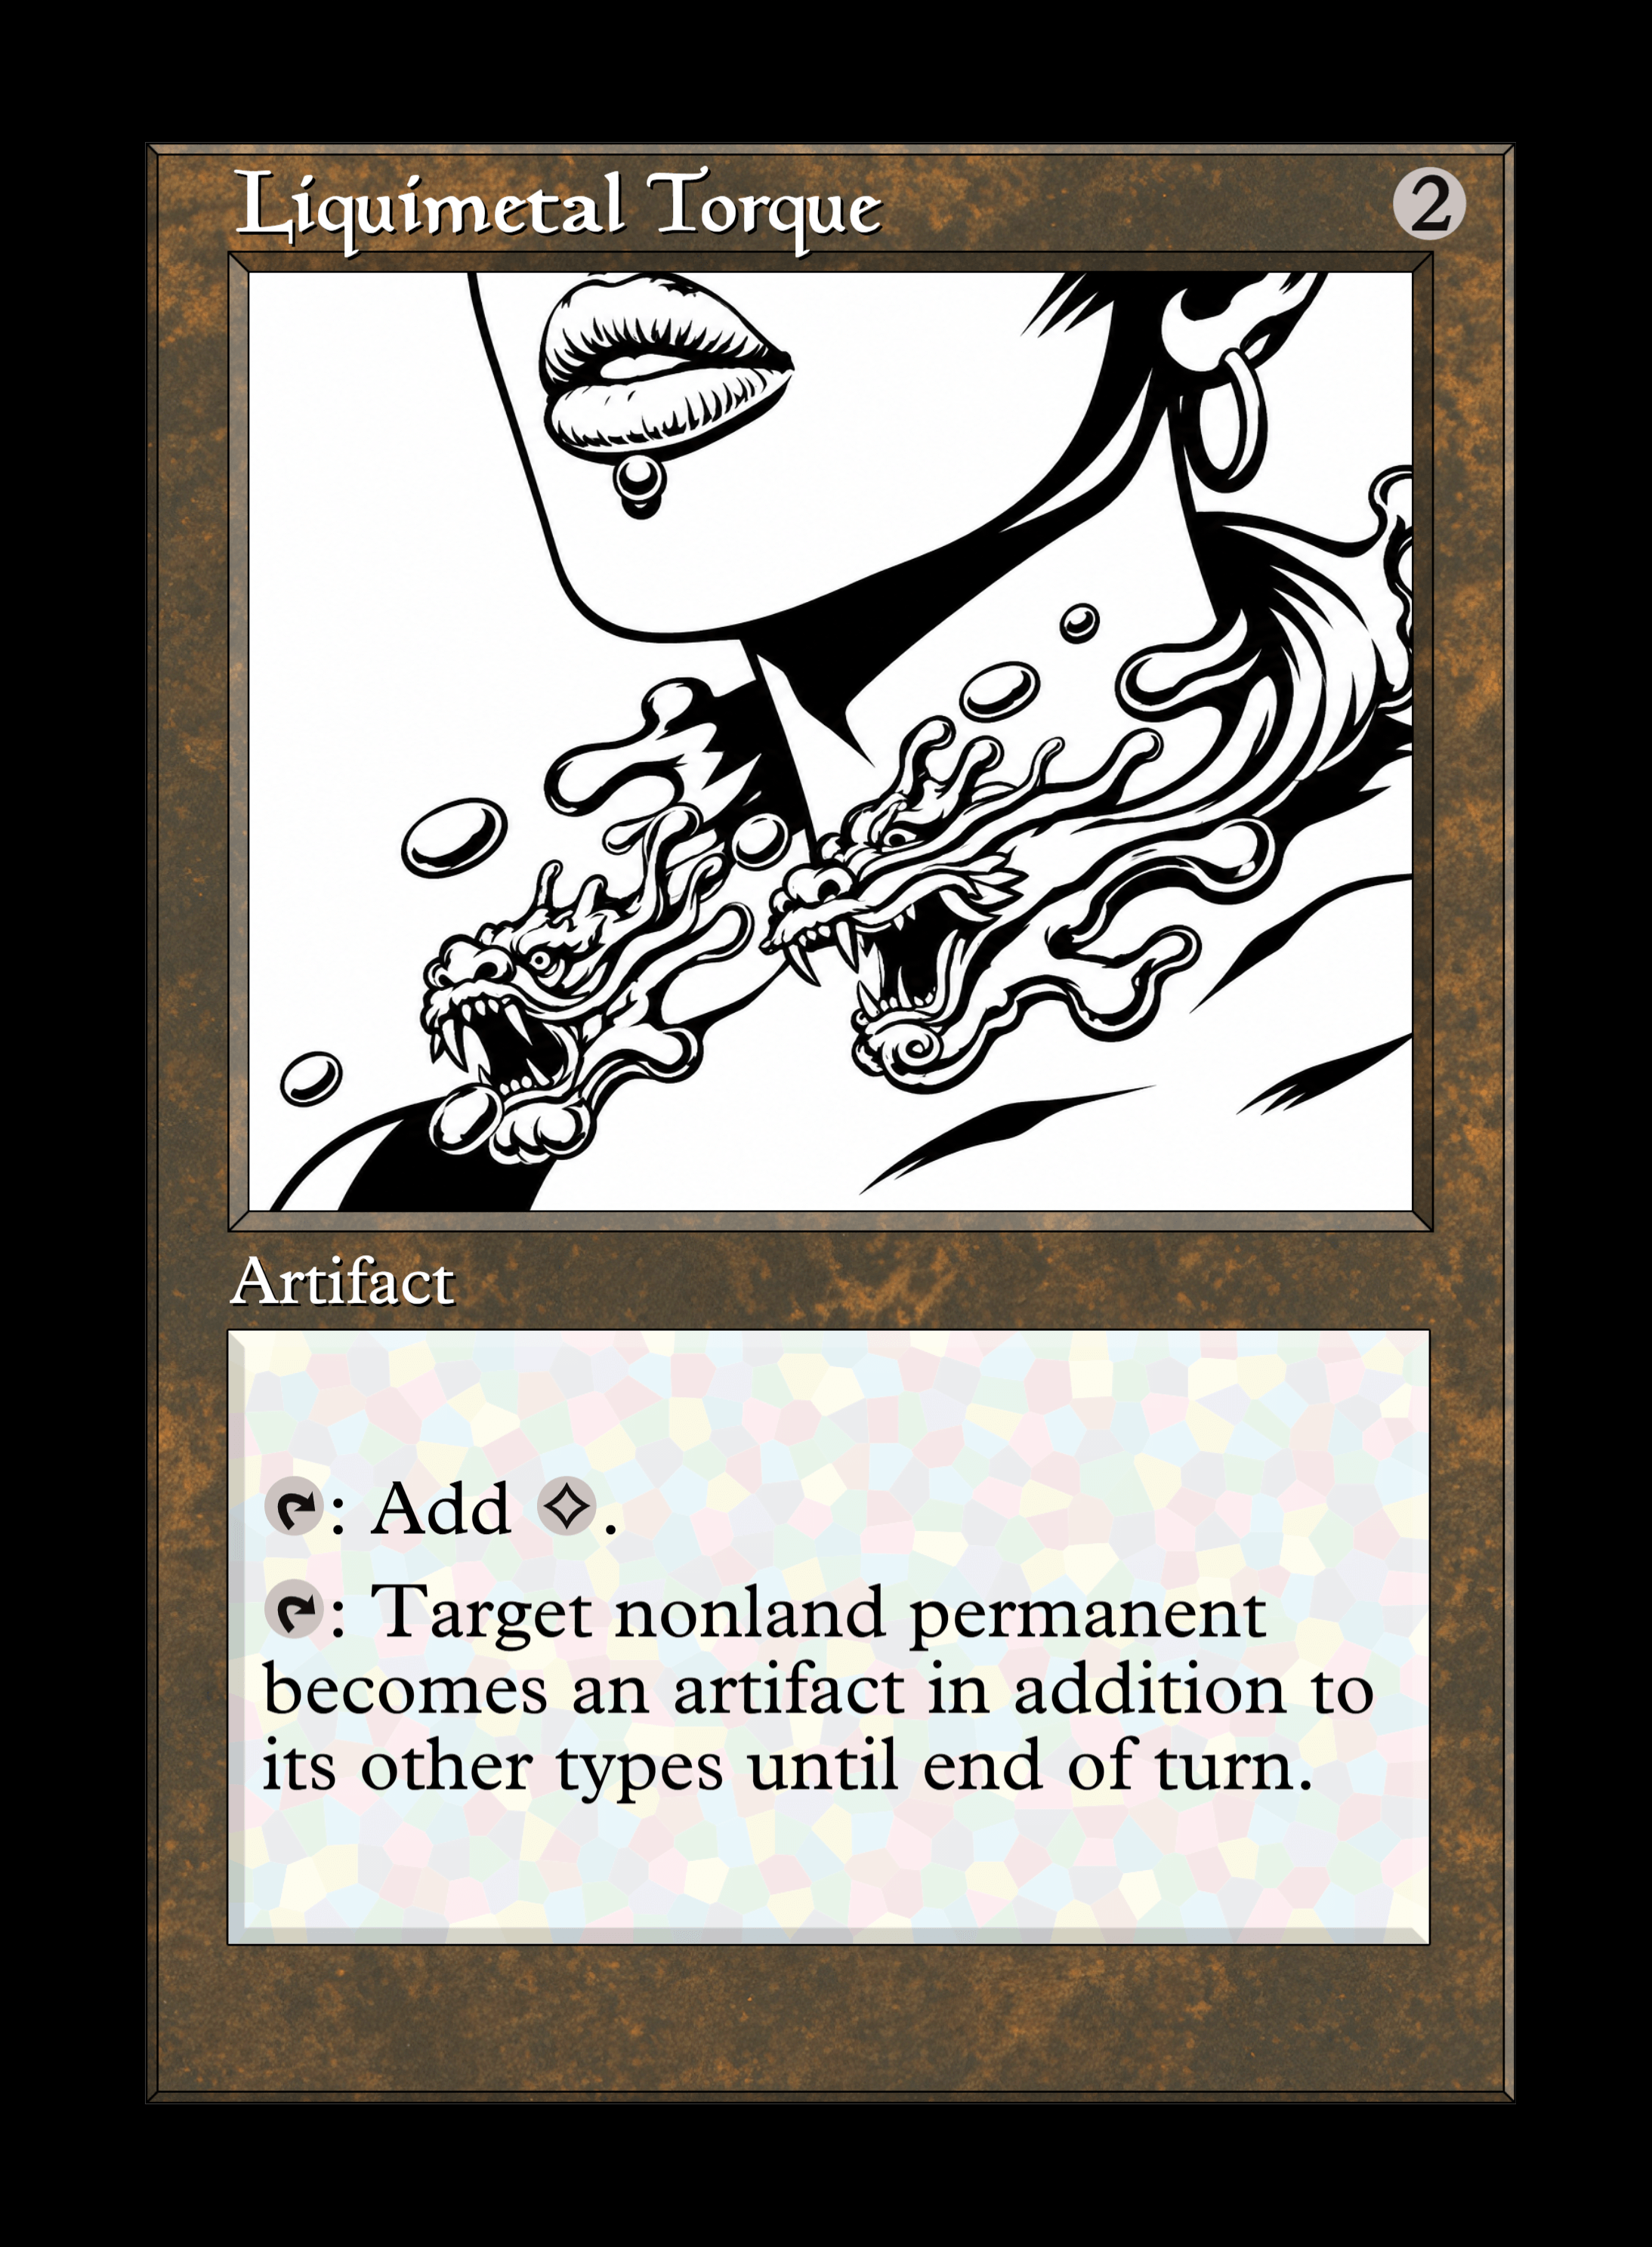 Liquimetal Torque 2
Artifact
: Add .
: Target nonland permanent
becomes an artifact in addition to
its other types until end of turn.